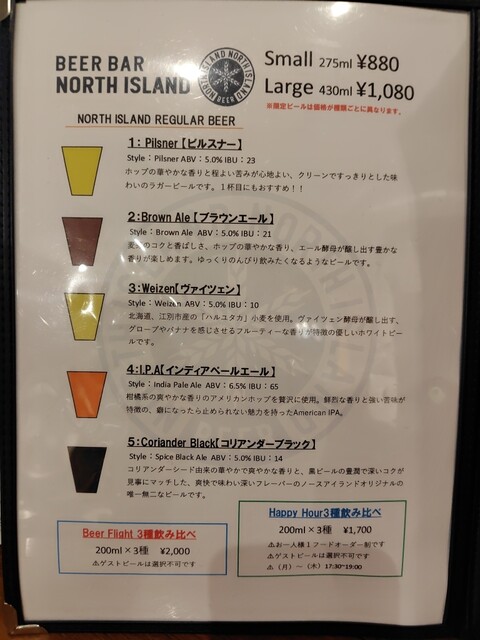 BEER BAR
NORTH ISLAND
NORTH ISLAND BEER
Small 275ml ¥880
Large 430ml ¥1,080
※限定ビールは価格が種類ごとに異なります。
NORTH ISLAND REGULAR BEER
1: Pilsner【ピルスナー】
Style：Pilsner ABV：5.0% IBU：23
ホップの華やかな香りと程よい苦みが心地よい、クリーンですっきりとした味
わいのラガービールです。１杯目にもおすすめ！！
2:Brown Ale【ブラウンエール】
Style：Brown Ale ABV：5.0% IBU：21
麦芽のコクと香ばしさ、ホップの華やかな香り、エール酵母が醸し出す豊かな
香りが楽しめます。ゆっくりのんびり飲みたくなるようなビールです。
3:Weizen【ヴァイツェン】
Style：Weizen ABV：5.0% IBU：10
北海道、江別市産の「ハルユタカ」小麦を使用。ヴァイツェン酵母が醸し出す、
グローブやバナナを感じさせるフルーティーな香りが特徴の優しいホワイトビー
ルです。
4:I.P.A【インディアペールエール】
Style：India Pale Ale ABV：6.5% IBU：65
柑橘系の爽やかな香りのアメリカンホップを贅沢に使用。鮮烈な香りと強い苦味が
特徴の、癖になったら止められない魅力を持ったAmerican IPA。
5:Coriander Black【コリアンダーブラック】
Style：Spice Black Ale ABV：5.0% IBU：14
コリアンダーシード由来の華やかで爽やかな香りと、黒ビールの豊潤で深いコクが
見事にマッチした、爽快で味わい深いフレーバーのノースアイランドオリジナルの
唯一無二なビールです。
Beer Flight 3種飲み比べ
200ml×３種 ¥2,000
⚠ゲストビールは選択不可です
Happy Hour3種飲み比べ
200ml×３種 ¥1,700
⚠お一人様１フードオーダー制です
⚠ゲストビールは選択不可です
⚠（月）～（木）17:30~19:00